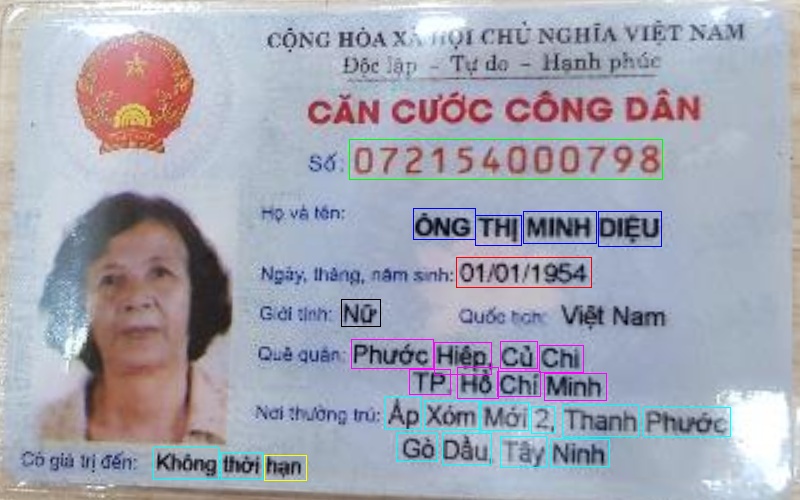 CỘNG HÒA XÃ HỘI CHỦ NGHĨA VIỆT NAM
Độc lập - Tự do - Hạnh phúc
CĂN CƯỚC CÔNG DÂN
Số: 072154000798
Họ và tên: ÔNG THỊ MINH DIỆU
Ngày, tháng, năm sinh: 01/01/1954
Giới tính: Nữ Quốc tịch: Việt Nam
Quê quán: Phước Hiệp, Củ Chi
TP. Hồ Chí Minh
Nơi thường trú: Ấp Xóm Mới 2, Thanh Phước
Gò Dầu, Tây Ninh
Có giá trị đến: Không thời hạn